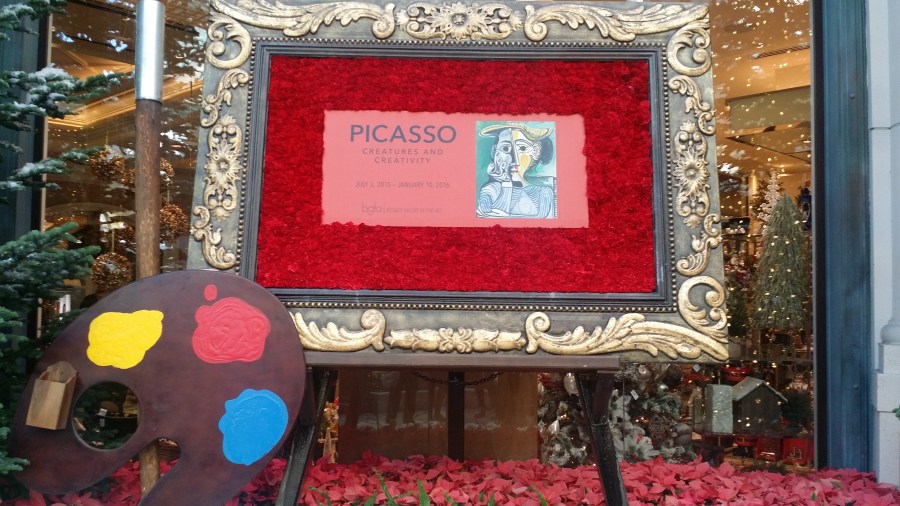 PICASSO
CREATURES AND
CREATIVITY
JULY 3, 2015 – JANUARY 10, 2016
bgfa